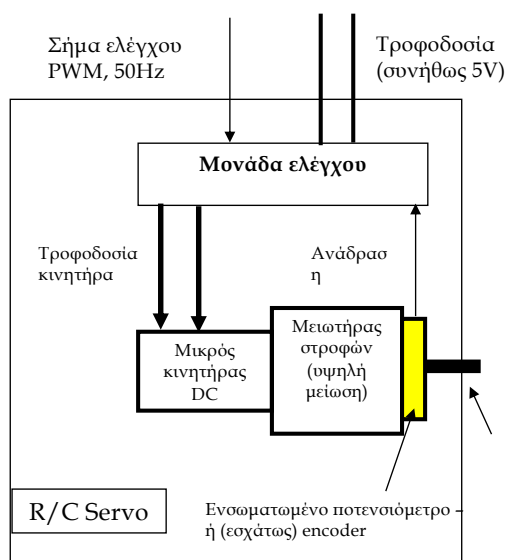 Σήμα ελέγχου
PWM, 50Hz
Τροφοδοσία
(συνήθως 5V)
Μονάδα ελέγχου
Τροφοδοσία
κινητήρα
Ανάδρασ
η
Μικρός
κινητήρας
DC
Μειωτήρας
στροφών
(υψηλή
μείωση)
R/C Servo
Ενσωματωμένο ποτενσιόμετρο –
ή (εσχάτως) encoder